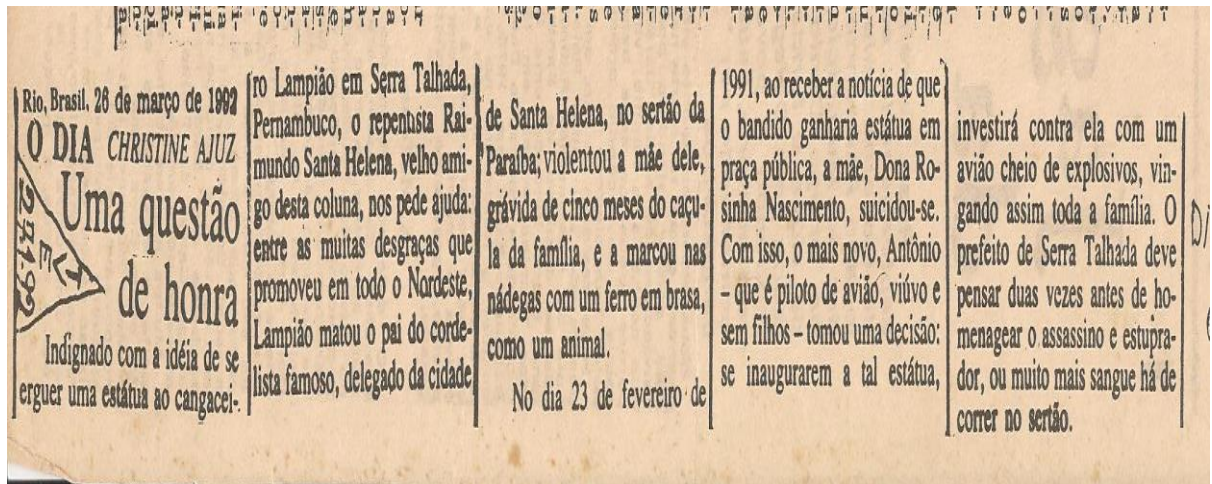 Rio, Brasil, 26 de março de 1992
O DIA CHRISTINE AJUZ
Uma questão
de honra
Indignado com a idéia de se
erguer uma estátua ao cangacei-
ro Lampião em Serra Talhada,
Pernambuco, o repentista Rai-
mundo Santa Helena, velho ami-
go desta coluna, nos pede ajuda:
entre as muitas desgraças que
promoveu em todo o Nordeste,
Lampião matou o pai do corde-
lista famoso, delegado da cidade
de Santa Helena, no sertão da
Paraíba; violentou a mãe dele,
grávida de cinco meses do caçu-
la da família, e a marcou nas
nádegas com um ferro em brasa,
como um animal.
No dia 23 de fevereiro de
1991, ao receber a notícia de que
o bandido ganharia estátua em
praça pública, a mãe, Dona Ro-
sinha Nascimento, suicidou-se.
Com isso, o mais novo, Antônio
– que é piloto de avião, viúvo e
sem filhos – tomou uma decisão:
se inaugurarem a tal estátua,
investirá contra ela com um
avião cheio de explosivos, vin-
gando assim toda a família. O
prefeito de Serra Talhada deve
pensar duas vezes antes de ho-
menagear o assassino e estupra-
dor, ou muito mais sangue há de
correr no sertão.